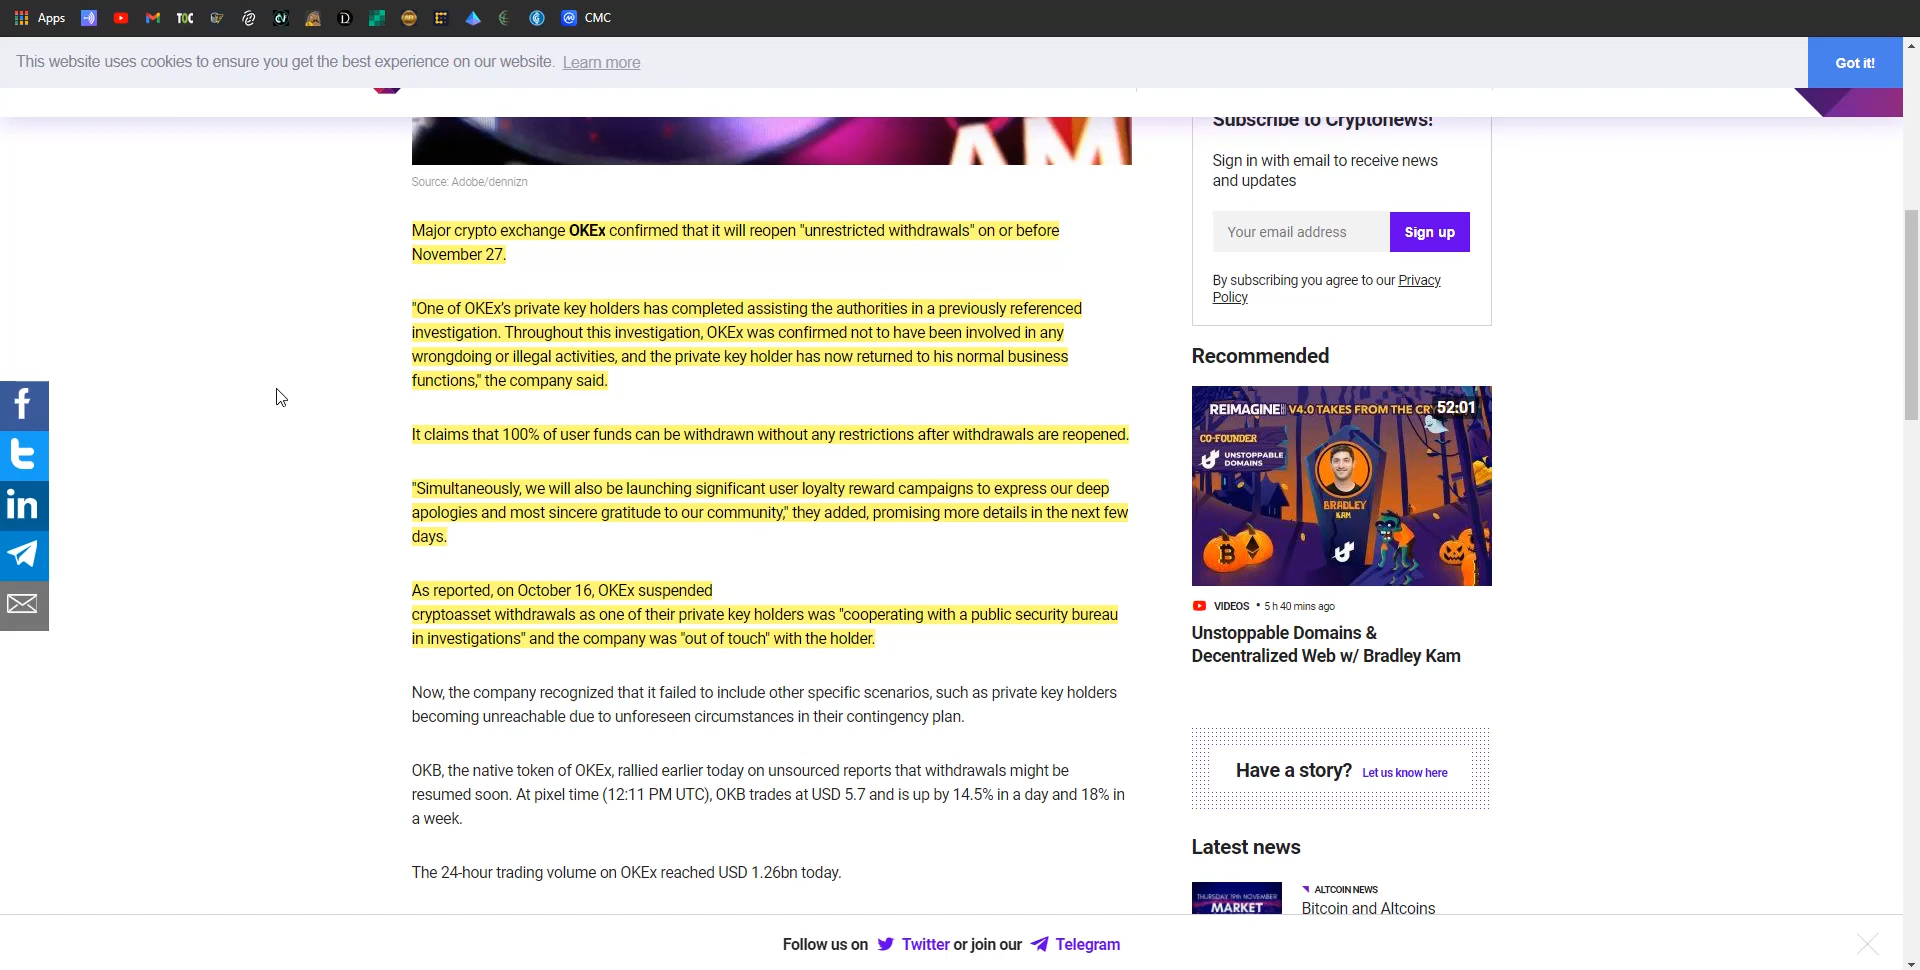 Apps
TOC
CMC
This website uses cookies to ensure you get the best experience on our website. Learn more
Got it!
AM
Source: Adobe/dennizn
Major crypto exchange OKEx confirmed that it will reopen "unrestricted withdrawals" on or before
November 27.
"One of OKEx's private key holders has completed assisting the authorities in a previously referenced
investigation. Throughout this investigation, OKEx was confirmed not to have been involved in any
wrongdoing or illegal activities, and the private key holder has now returned to his normal business
functions," the company said.
It claims that 100% of user funds can be withdrawn without any restrictions after withdrawals are reopened.
"Simultaneously, we will also be launching significant user loyalty reward campaigns to express our deep
apologies and most sincere gratitude to our community," they added, promising more details in the next few
days.
As reported, on October 16, OKEx suspended
cryptoasset withdrawals as one of their private key holders was "cooperating with a public security bureau
in investigations" and the company was "out of touch" with the holder.
Now, the company recognized that it failed to include other specific scenarios, such as private key holders
becoming unreachable due to unforeseen circumstances in their contingency plan.
OKB, the native token of OKEx, rallied earlier today on unsourced reports that withdrawals might be
resumed soon. At pixel time (12:11 PM UTC), OKB trades at USD 5.7 and is up by 14.5% in a day and 18% in
a week.
The 24-hour trading volume on OKEx reached USD 1.26bn today.
Subscribe to Cryptonews!
Sign in with email to receive news
and updates
Your email address
Sign up
By subscribing you agree to our Privacy
Policy
Recommended
REIMAGINE V4.0 TAKES FROM THE CR
52:01
CO-FOUNDER
UNSTOPPABLE
DOMAINS
BRADLEY
KAM
VIDEOS • 5 h 40 mins ago
Unstoppable Domains &
Decentralized Web w/ Bradley Kam
Have a story? Let us know here
Latest news
THURSDAY 19th NOVEMBER
MARKET
ALTCOIN NEWS
Bitcoin and Altcoins
Follow us on Twitter or join our Telegram